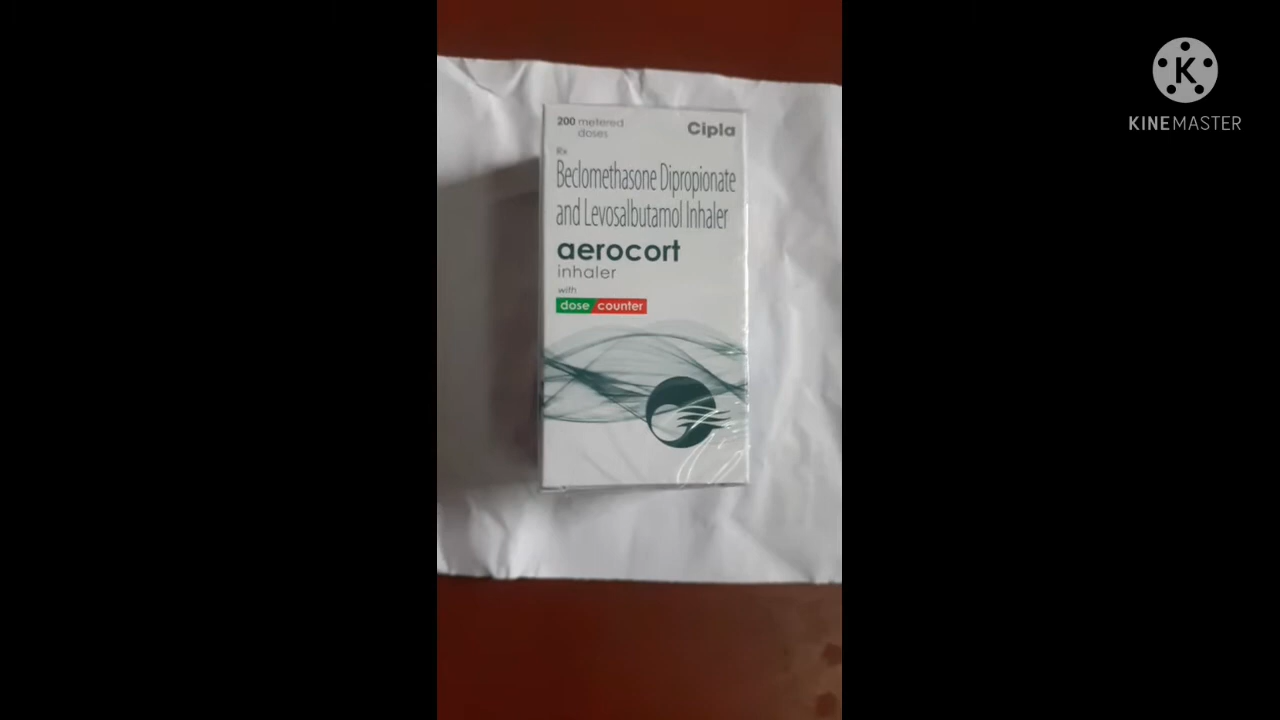 200 metered
doses
Cipla
Rx
Beclomethasone Dipropionate
and Levosalbutamol Inhaler
aerocort
inhaler
with
dose counter
K
KINEMASTER